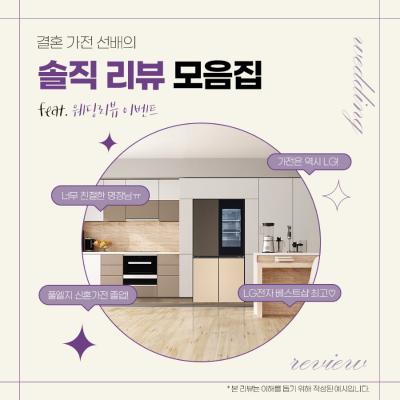 결혼 가전 선배의
솔직 리뷰 모음집
feat. 웨딩리뷰 이벤트
wedding
가전은 역시 LG!
너무 친절한 명장님ㅠ
풀엘지 신혼가전 졸업!
LG전자 베스트샵 최고♡
review
* 본 리뷰는 이해를 돕기 위해 작성된 예시입니다.